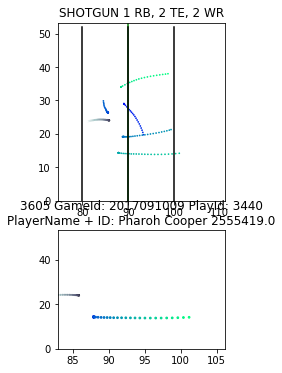 SHOTGUN 1 RB, 2 TE, 2 WR
50
40
30
20
10
0
80 90 100 110
3605 GameId: 2017091009 PlayId: 3440
PlayerName + ID: Pharoh Cooper 2555419.0
40
20
0
85 90 95 100 105